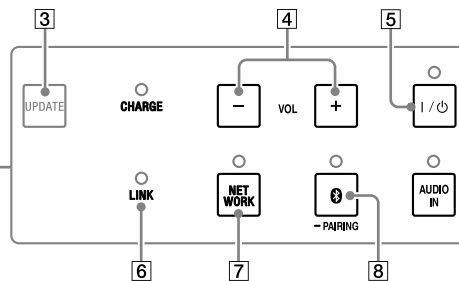 3 4 5
UPDATE CHARGE − VOL + I / ⏻
LINK NET WORK AUDIO IN
– PAIRING
6 7 8